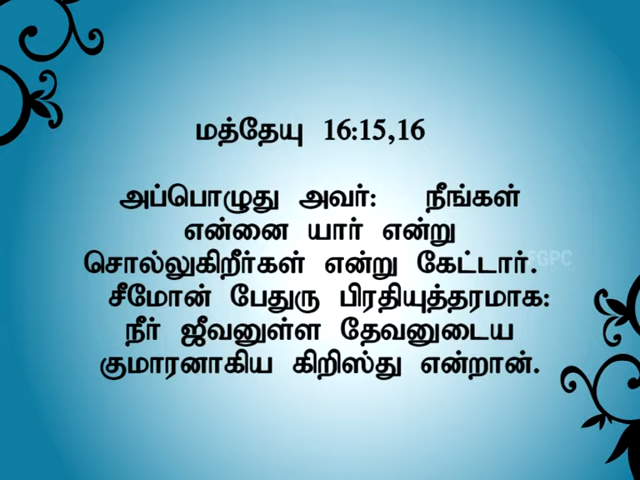 மத்தேயு 16:15,16
அப்பொழுது அவர்: நீங்கள்
என்னை யார் என்று
சொல்லுகிறீர்கள் என்று கேட்டார்.
சீமோன் பேதுரு பிரதியுத்தரமாக:
நீர் ஜீவனுள்ள தேவனுடைய
குமாரனாகிய கிறிஸ்து என்றான்.